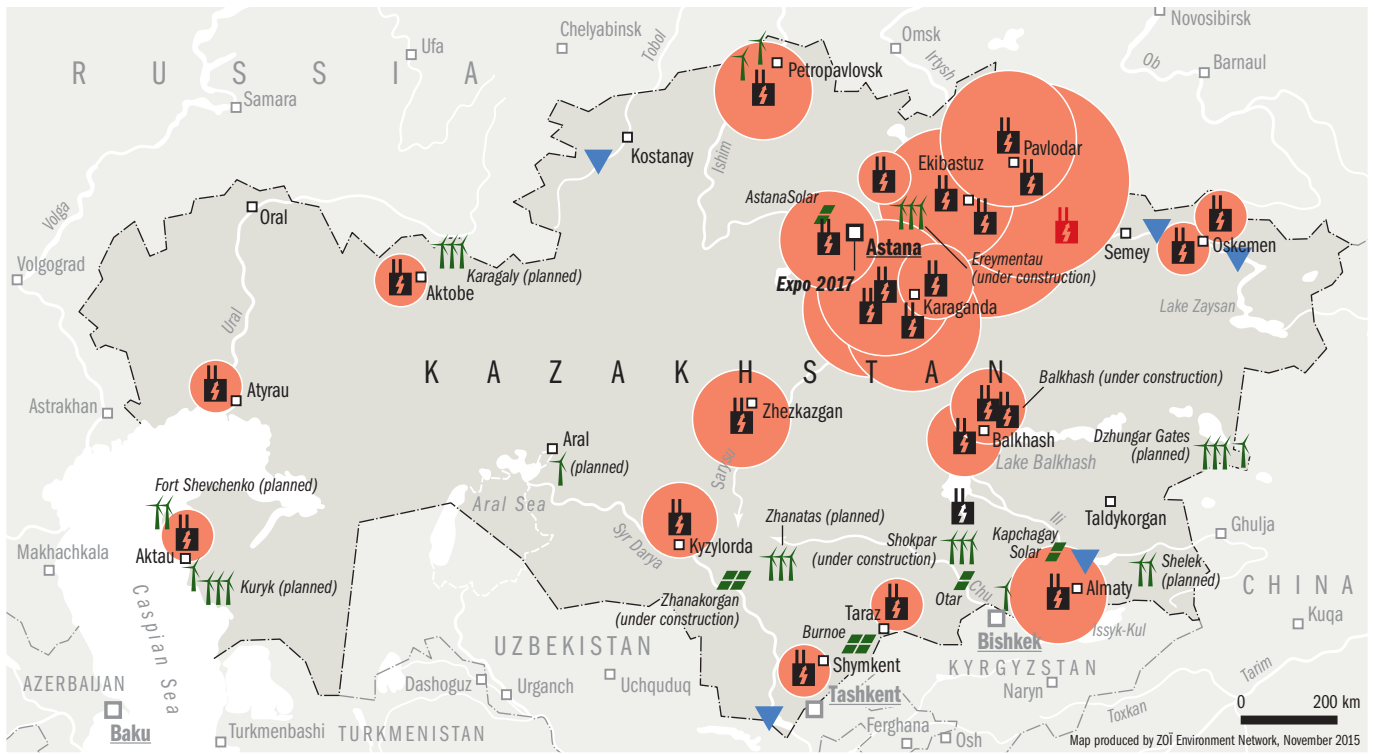 Novosibirsk
Chelyabinsk
Omsk
Ufa
Tobol
Irtysh
Ob
Barnaul
RUSSIA
Petropavlovsk
Samara
Kostanay
Ishim
Ekibastuz
Pavlodar
AstanaSolar
Volga
Oral
Astana
Semey
Oskemen
Volgograd
Karagaly (planned)
Ereymentau
(under construction)
Aktobe
Expo 2017
Karaganda
Lake Zaysan
Ural
KAZAKHSTAN
Balkhash (under construction)
Atyrau
Astrakhan
Zhezkazgan
Aral
(planned)
Balkhash
Lake Balkhash
Dzhungar Gates
(planned)
Sarysu
Fort Shevchenko (planned)
Aral Sea
Syr Darya
Zhanatas (planned)
Ili
Taldykorgan
Ghulja
Kyzylorda
Shokpar
(under construction)
Kapchagay
Solar
Makhachkala
Aktau
Kuryk (planned)
Shelek
(planned)
CHINA
Zhanakorgan
(under construction)
Otar
Chu
Almaty
Taraz
Caspian Sea
Burnoe
Bishkek
Issyk-Kul
Kuqa
UZBEKISTAN
Shymkent
KYRGYZSTAN
Tarim
AZERBAIJAN
Dashoguz
Urganch
Uchquduq
Tashkent
Naryn
0 200 km
Baku
Turkmenbashi
TURKMENISTAN
Ferghana
Osh
Toxkan
Map produced by ZOÏ Environment Network, November 2015